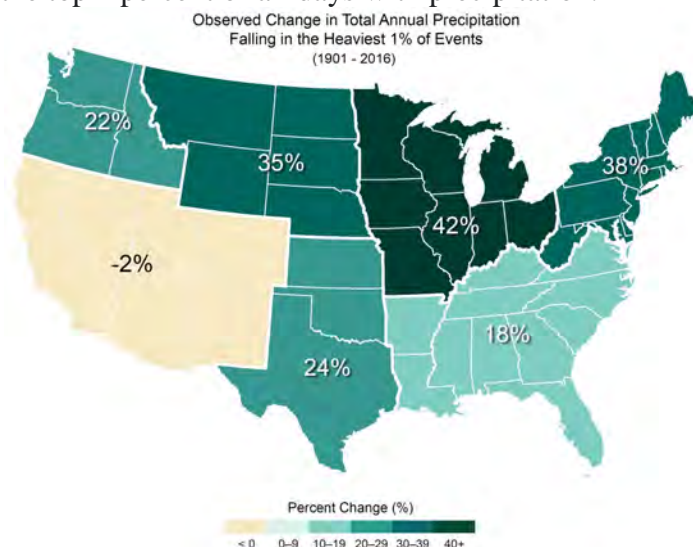 Observed Change in Total Annual Precipitation
Falling in the Heaviest 1% of Events
(1901 - 2016)
22%
35%
38%
42%
-2%
18%
24%
Percent Change (%)
< 0 0–9 10–19 20–29 30–39 40+